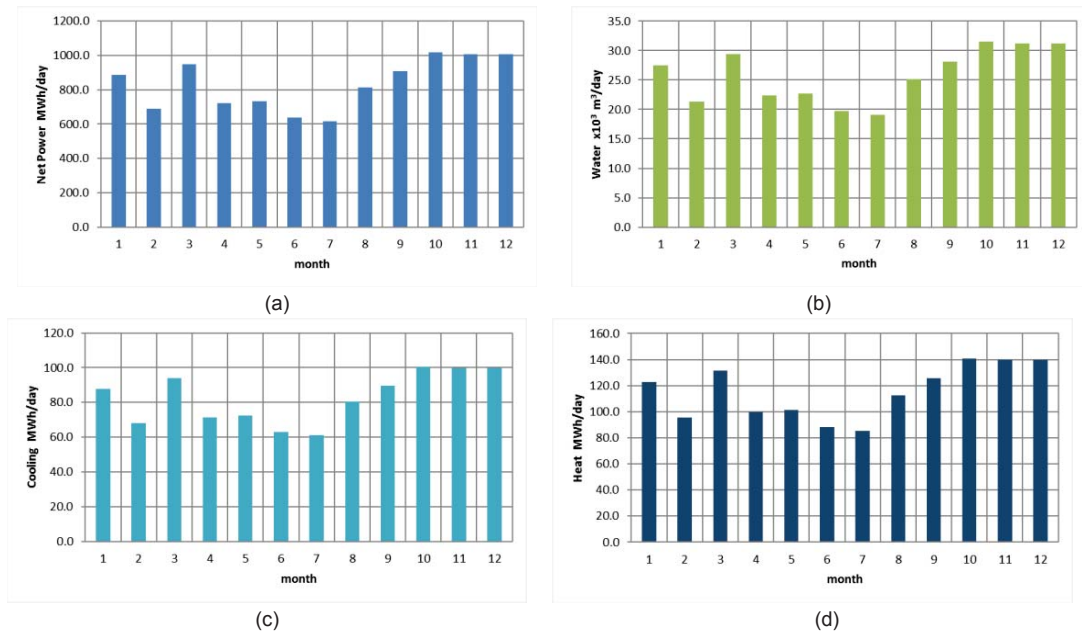 (a)
Net Power MWh/day
1200.0
1000.0
800.0
600.0
400.0
200.0
0.0
1 2 3 4 5 6 7 8 9 10 11 12
month
(b)
Water x10³ m³/day
35.0
30.0
25.0
20.0
15.0
10.0
5.0
0.0
1 2 3 4 5 6 7 8 9 10 11 12
month
(a)
(b)
Cooling MWh/day
120.0
100.0
80.0
60.0
40.0
20.0
0.0
1 2 3 4 5 6 7 8 9 10 11 12
month
Heat MWh/day
160.0
140.0
120.0
100.0
80.0
60.0
40.0
20.0
0.0
1 2 3 4 5 6 7 8 9 10 11 12
month
(c)
(d)